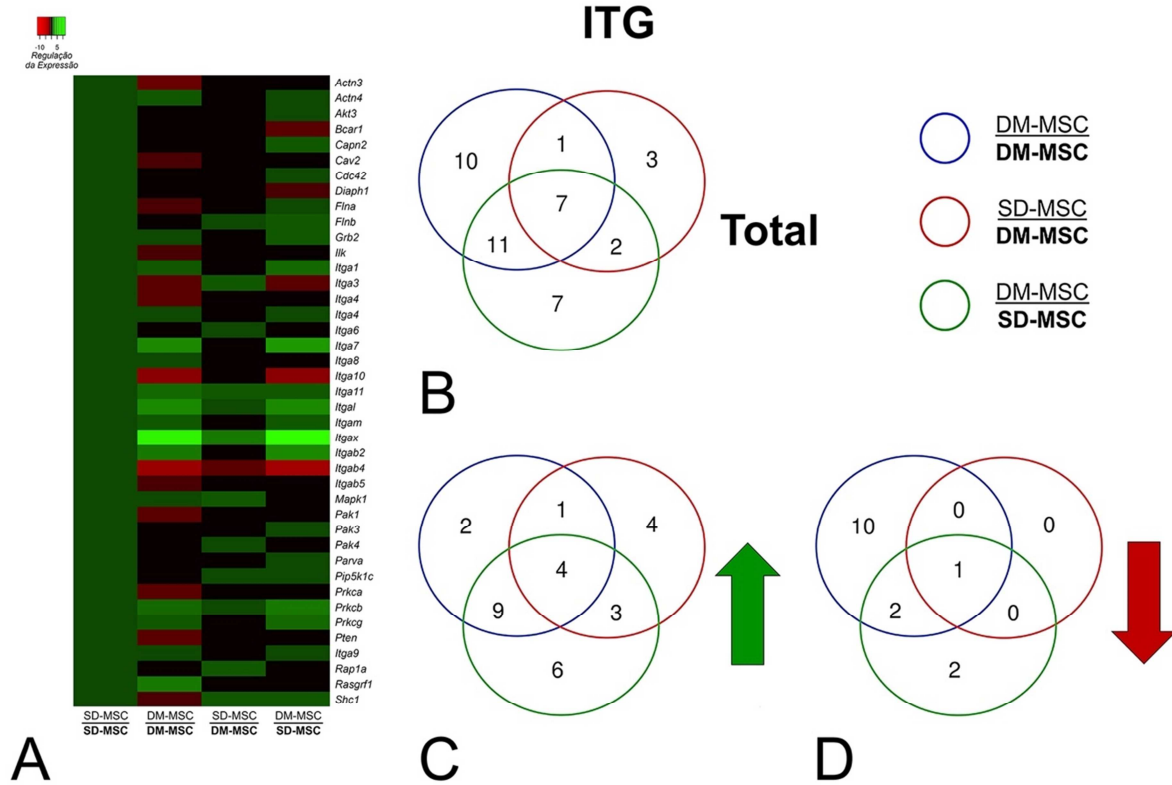 ITG
-10 5
Regulação
da Expressão
Actn3
Actn4
Akt3
Bcar1
Capn2
Cav2
Cdc42
Diaph1
Flna
Flnb
Grb2
Ilk
Itga1
Itga3
Itga4
Itga4
Itga6
Itga7
Itga8
Itga10
Itga11
Itgal
Itgam
Itgax
Itgab2
Itgab4
Itgab5
Mapk1
Pak1
Pak3
Pak4
Parva
Pip5k1c
Prkca
Prkcb
Prkcg
Pten
Itga9
Rap1a
Rasgrf1
Shc1
SD-MSC DM-MSC SD-MSC DM-MSC
SD-MSC DM-MSC DM-MSC SD-MSC
A
10 1 3
7
11 2
7
Total
B
DM-MSC
DM-MSC
SD-MSC
DM-MSC
DM-MSC
SD-MSC
2 1 4
4
9 3
6
C
10 0 0
1
2 0
2
D